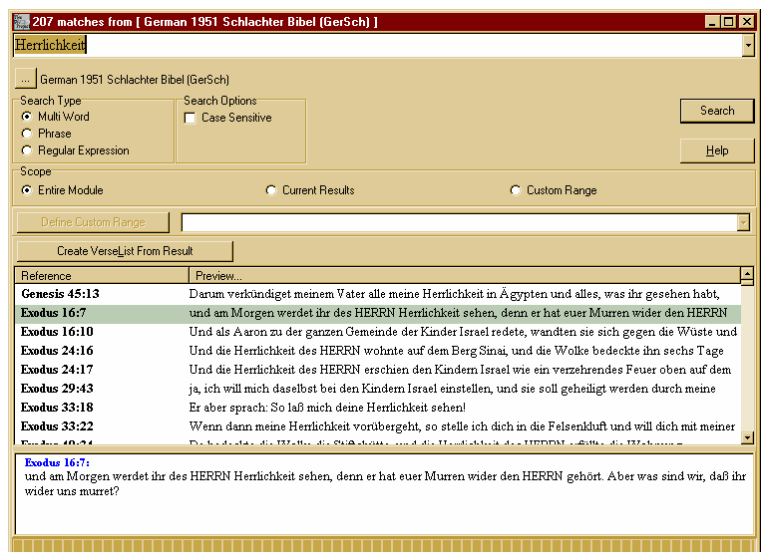 207 matches from [ German 1951 Schlachter Bibel (GerSch) ]
Herrlichkeit
... German 1951 Schlachter Bibel (GerSch)
Search Type
Multi Word
Phrase
Regular Expression
Search Options
Case Sensitive
Search
Help
Scope
Entire Module Current Results Custom Range
Define Custom Range
Create VerseList From Result
Reference Preview...
Genesis 45:13 Darum verkündiget meinem Vater alle meine Herrlichkeit in Ägypten und alles, was ihr gesehen habt,
Exodus 16:7 und am Morgen werdet ihr des HERRN Herrlichkeit sehen, denn er hat euer Murren wider den HERRN
Exodus 16:10 Und als Aaron zu der ganzen Gemeinde der Kinder Israel redete, wandten sie sich gegen die Wüste und
Exodus 24:16 Und die Herrlichkeit des HERRN wohnte auf dem Berg Sinai, und die Wolke bedeckte ihn sechs Tage
Exodus 24:17 Und die Herrlichkeit des HERRN erschien den Kindern Israel wie ein verzehrendes Feuer oben auf dem
Exodus 29:43 ja, ich will mich daselbst bei den Kindern Israel einstellen, und sie soll geheiligt werden durch meine
Exodus 33:18 Er aber sprach: So laß mich deine Herrlichkeit sehen!
Exodus 33:22 Wenn dann meine Herrlichkeit vorübergeht, so stelle ich dich in die Felsenkluft und will dich mit meiner
Exodus 16:7:
und am Morgen werdet ihr des HERRN Herrlichkeit sehen, denn er hat euer Murren wider den HERRN gehört. Aber was sind wir, daß ihr
wider uns murret?